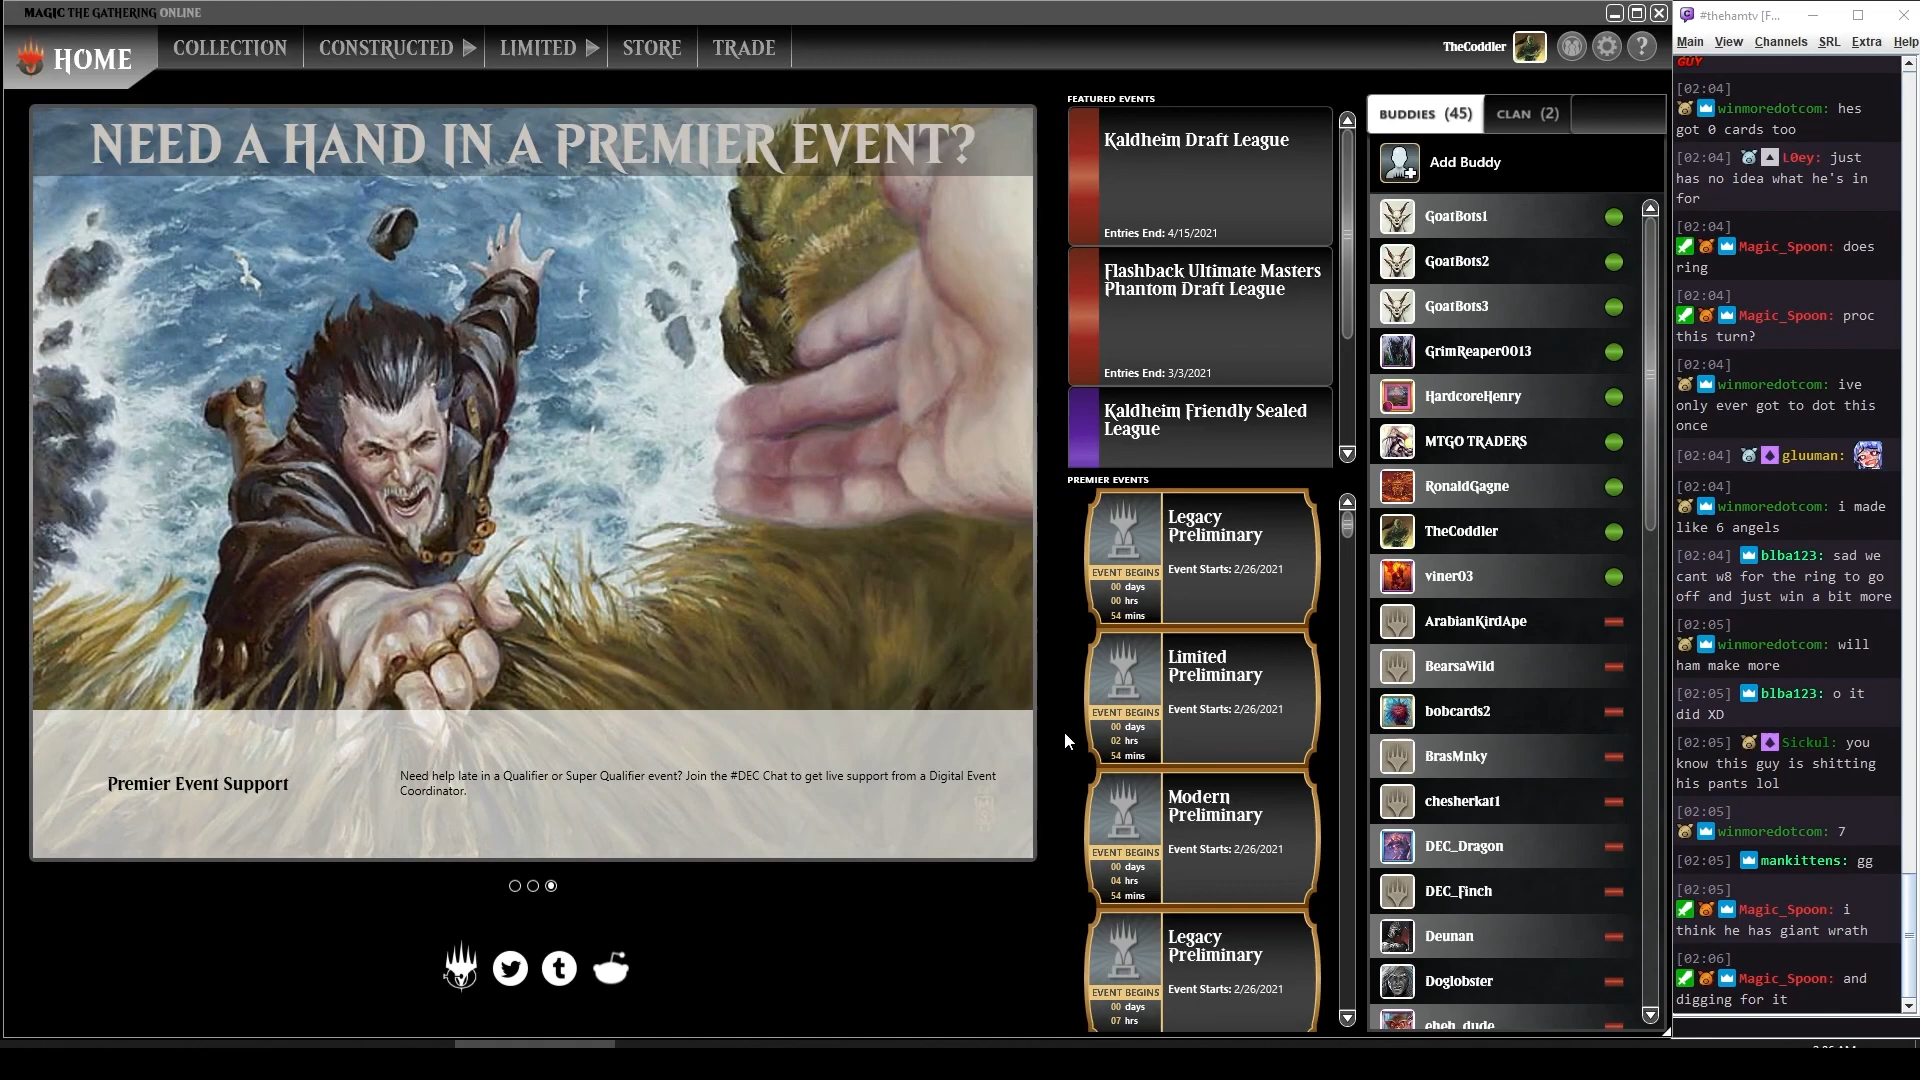 MAGIC THE GATHERING ONLINE
HOME
COLLECTION
CONSTRUCTED
LIMITED
STORE
TRADE
TheCoddler
?
NEED A HAND IN A PREMIER EVENT?
Premier Event Support
Need help late in a Qualifier or Super Qualifier event? Join the #DEC Chat to get live support from a Digital Event
Coordinator.
FEATURED EVENTS
Kaldheim Draft League
Entries End: 4/15/2021
Flashback Ultimate Masters
Phantom Draft League
Entries End: 3/3/2021
Kaldheim Friendly Sealed
League
PREMIER EVENTS
Legacy
Preliminary
Event Starts: 2/26/2021
EVENT BEGINS
00 days
00 hrs
54 mins
Limited
Preliminary
Event Starts: 2/26/2021
EVENT BEGINS
00 days
02 hrs
54 mins
Modern
Preliminary
Event Starts: 2/26/2021
EVENT BEGINS
00 days
04 hrs
54 mins
Legacy
Preliminary
Event Starts: 2/26/2021
EVENT BEGINS
00 days
07 hrs
BUDDIES (45)
CLAN (2)
Add Buddy
GoatBots1
GoatBots2
GoatBots3
GrimReaper0013
HardcoreHenry
MTGO TRADERS
RonaldGagne
TheCoddler
viner03
ArabianKirdApe
BearsaWild
bobcards2
BrasMnky
chesherkat1
DEC_Dragon
DEC_Finch
Deunan
Doglobster
eheh_dude
#thehamtv [F...
Main View Channels SRL Extra Help
GUY
[02:04]
winmoredotcom: hes
got 0 cards too
[02:04] L0ey: just
has no idea what he's in
for
[02:04]
Magic_Spoon: does
ring
[02:04]
Magic_Spoon: proc
this turn?
[02:04]
winmoredotcom: ive
only ever got to dot this
once
[02:04] gluuman:
[02:04]
winmoredotcom: i made
like 6 angels
[02:04] blba123: sad we
cant w8 for the ring to go
off and just win a bit more
[02:05]
winmoredotcom: will
ham make more
[02:05] blba123: o it
did XD
[02:05] Sickul: you
know this guy is shitting
his pants lol
[02:05]
winmoredotcom: 7
[02:05] mankittens: gg
[02:05]
Magic_Spoon: i
think he has giant wrath
[02:06]
Magic_Spoon: and
digging for it